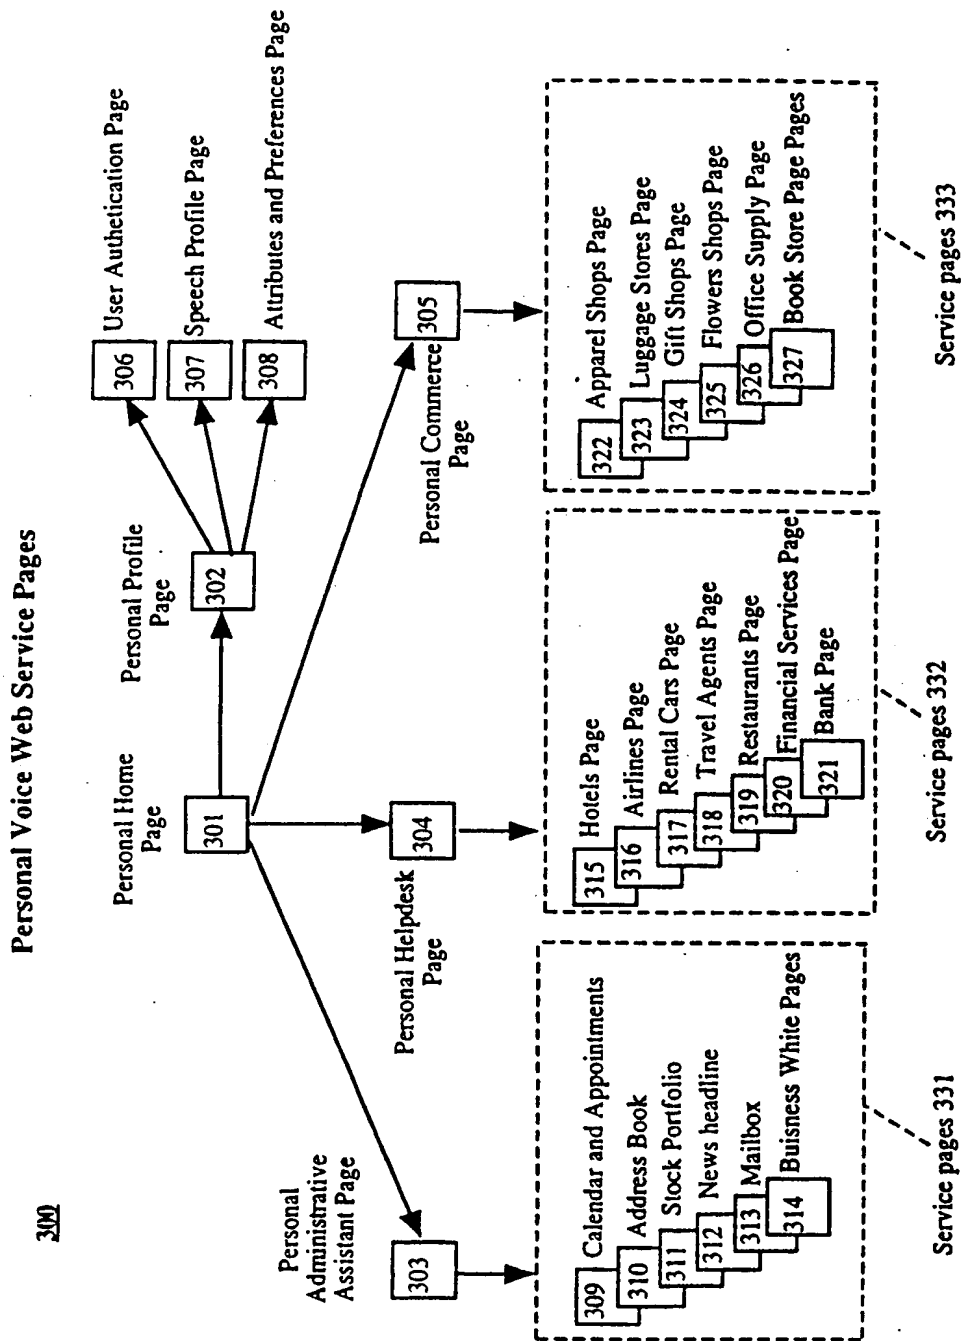 300
Personal Voice Web Service Pages
Personal Home
Page
301
Personal Profile
Page
302
306
User Authetication Page
307
Speech Profile Page
308
Attributes and Preferences Page
Personal
Administrative
Assistant Page
303
Personal Helpdesk
Page
304
Personal Commerce
Page
305
309
Calendar and Appointments
310
Address Book
311
Stock Portfolio
312
News headline
313
Mailbox
314
Buisness White Pages
Service pages 331
315
Hotels Page
316
Airlines Page
317
Rental Cars Page
318
Travel Agents Page
319
Restaurants Page
320
Financial Services Page
321
Bank Page
Service pages 332
322
Apparel Shops Page
323
Luggage Stores Page
324
Gift Shops Page
325
Flowers Shops Page
326
Office Supply Page
327
Book Store Page Pages
Service pages 333